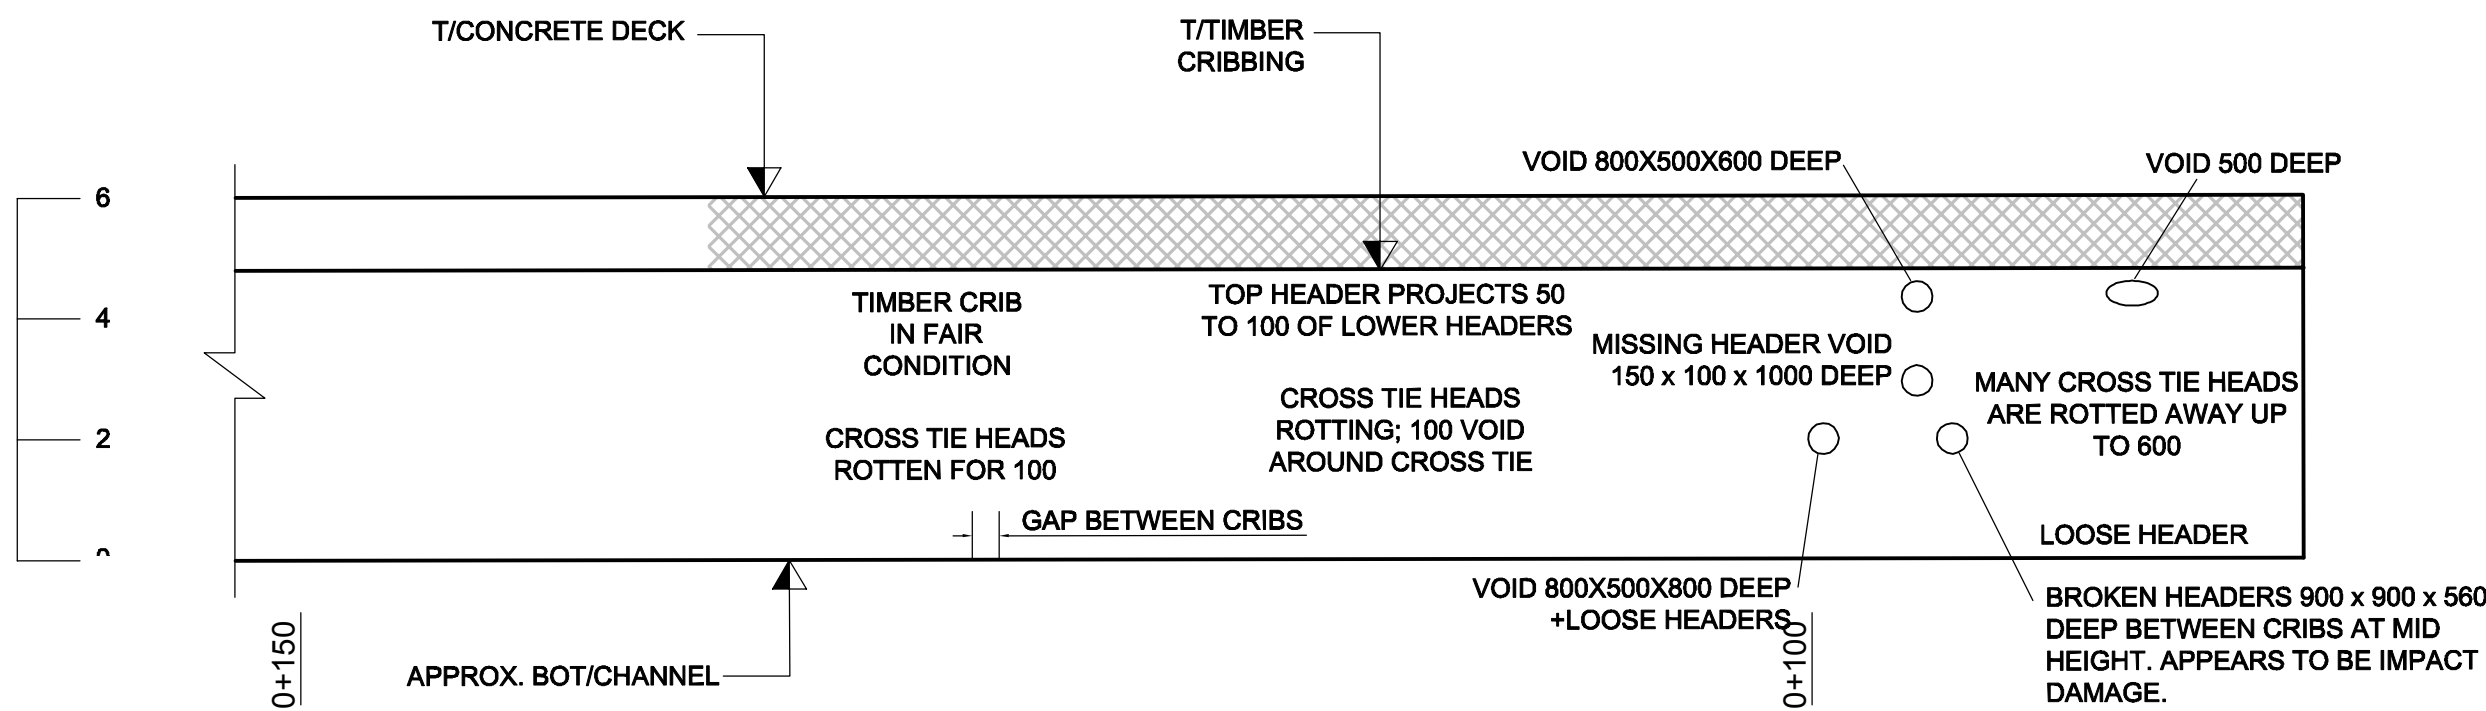 T/CONCRETE DECK
T/TIMBER
CRIBBING
VOID 800X500X600 DEEP
VOID 500 DEEP
6
4
2
0
TIMBER CRIB
IN FAIR
CONDITION
TOP HEADER PROJECTS 50
TO 100 OF LOWER HEADERS
MISSING HEADER VOID
150 x 100 x 1000 DEEP
MANY CROSS TIE HEADS
ARE ROTTED AWAY UP
TO 600
CROSS TIE HEADS
ROTTING; 100 VOID
AROUND CROSS TIE
CROSS TIE HEADS
ROTTEN FOR 100
GAP BETWEEN CRIBS
LOOSE HEADER
VOID 800X500X800 DEEP
+LOOSE HEADERS
BROKEN HEADERS 900 x 900 x 560
DEEP BETWEEN CRIBS AT MID
HEIGHT. APPEARS TO BE IMPACT
DAMAGE.
0+150
APPROX. BOT/CHANNEL
0+100